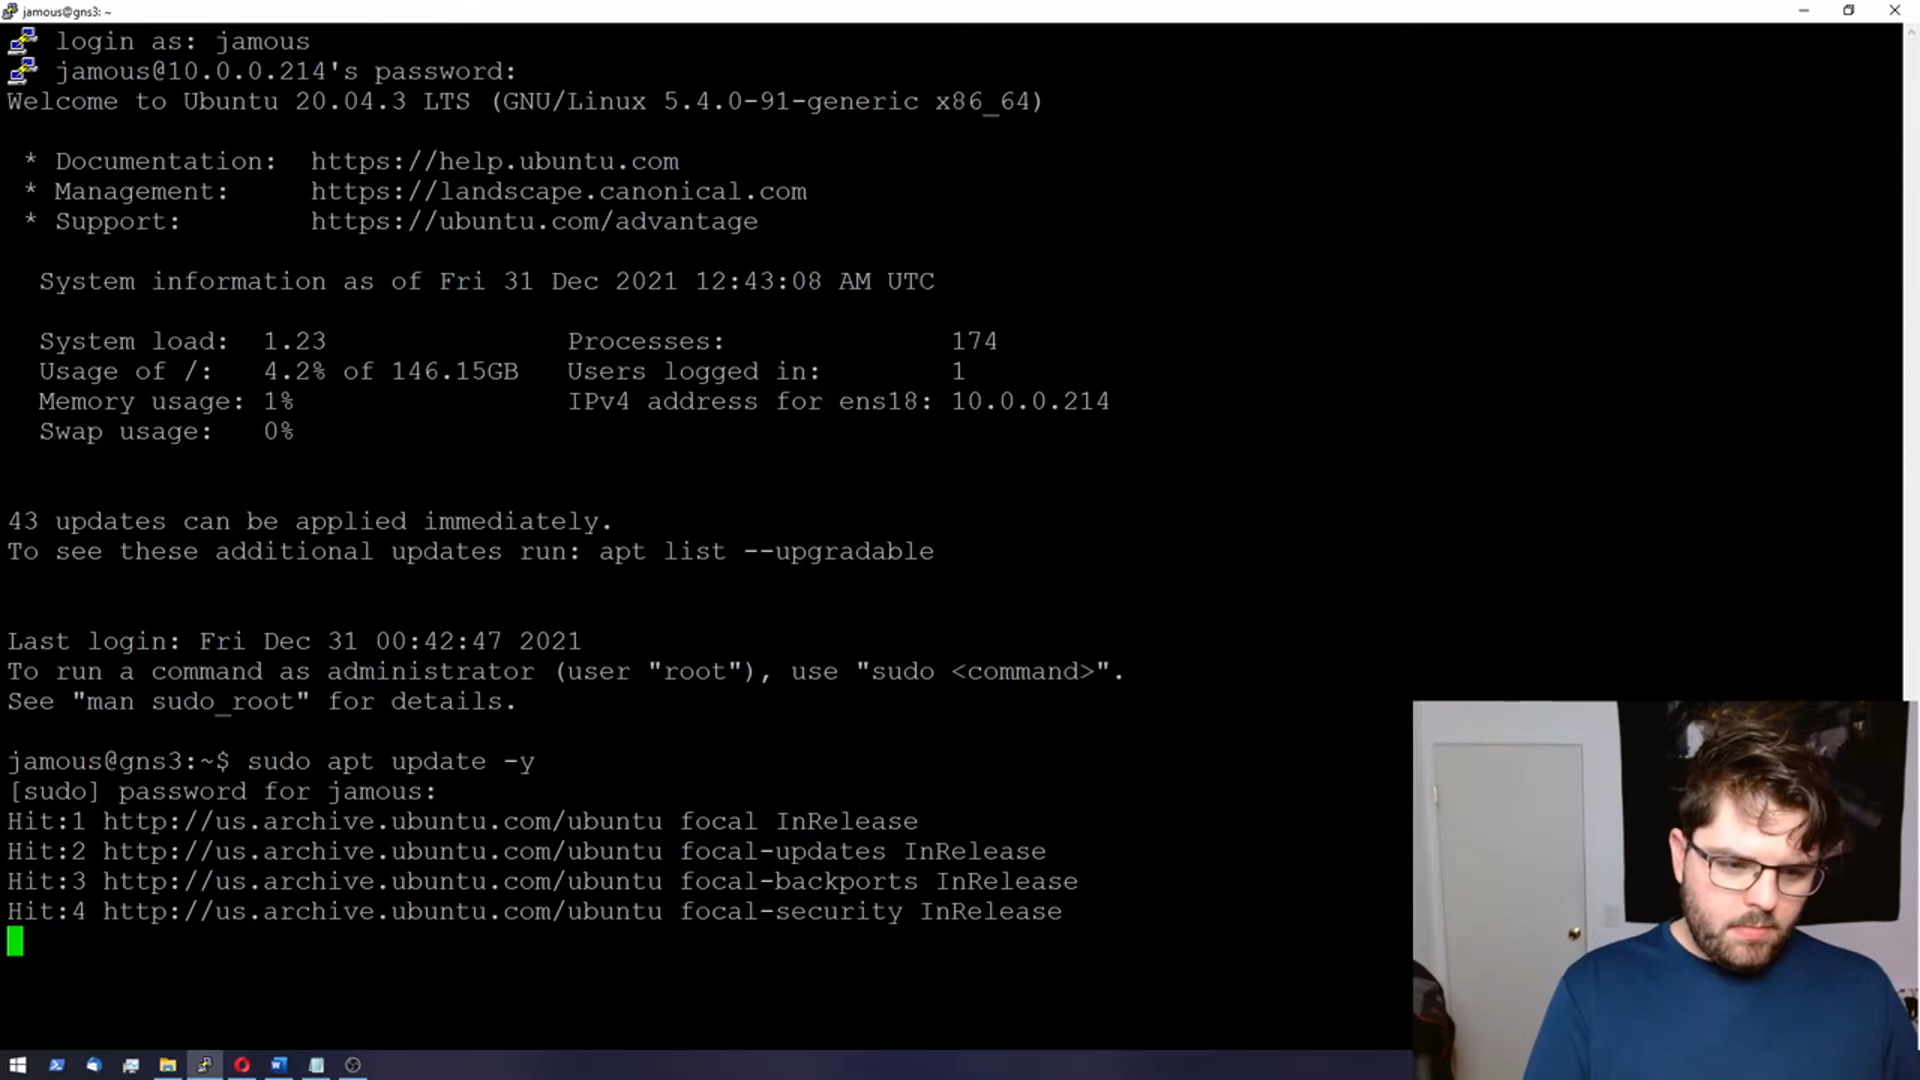 jamous@gns3: ~
login as: jamous
jamous@10.0.0.214's password:
Welcome to Ubuntu 20.04.3 LTS (GNU/Linux 5.4.0-91-generic x86_64)
* Documentation: https://help.ubuntu.com
* Management: https://landscape.canonical.com
* Support: https://ubuntu.com/advantage
System information as of Fri 31 Dec 2021 12:43:08 AM UTC
System load: 1.23 Processes: 174
Usage of /: 4.2% of 146.15GB Users logged in: 1
Memory usage: 1% IPv4 address for ens18: 10.0.0.214
Swap usage: 0%
43 updates can be applied immediately.
To see these additional updates run: apt list --upgradable
Last login: Fri Dec 31 00:42:47 2021
To run a command as administrator (user "root"), use "sudo <command>".
See "man sudo_root" for details.
jamous@gns3:~$ sudo apt update -y
[sudo] password for jamous:
Hit:1 http://us.archive.ubuntu.com/ubuntu focal InRelease
Hit:2 http://us.archive.ubuntu.com/ubuntu focal-updates InRelease
Hit:3 http://us.archive.ubuntu.com/ubuntu focal-backports InRelease
Hit:4 http://us.archive.ubuntu.com/ubuntu focal-security InRelease